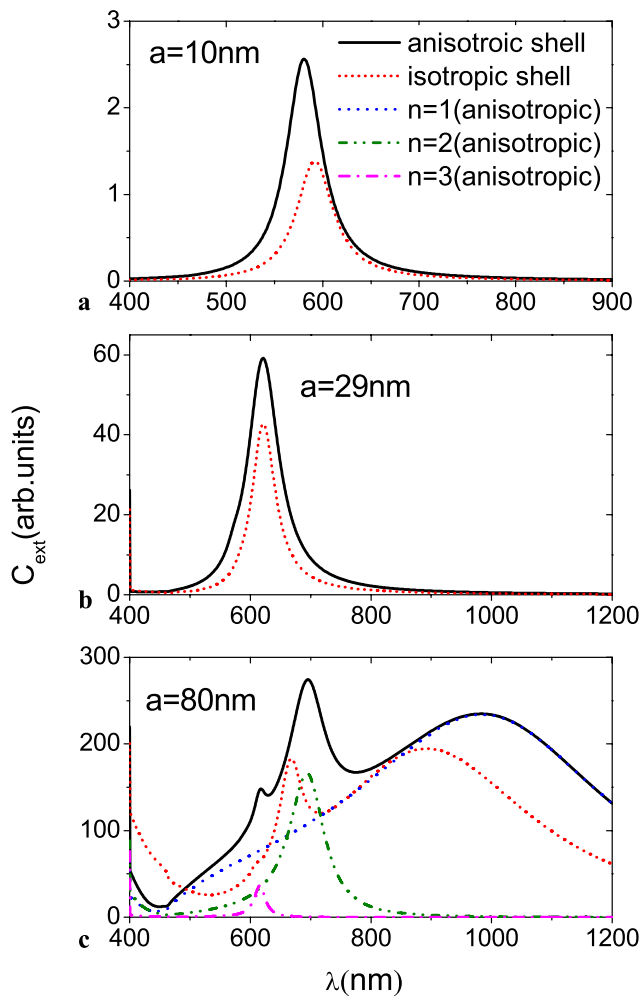 3
a=10nm
anisotroic shell
isotropic shell
2
n=1(anisotropic)
n=2(anisotropic)
1
n=3(anisotropic)
0
a
400 500 600 700 800 900
60
a=29nm
40
20
0
b
400 600 800 1000 1200
C_ext(arb.units)
300
a=80nm
200
100
0
c
400 600 800 1000 1200
λ(nm)